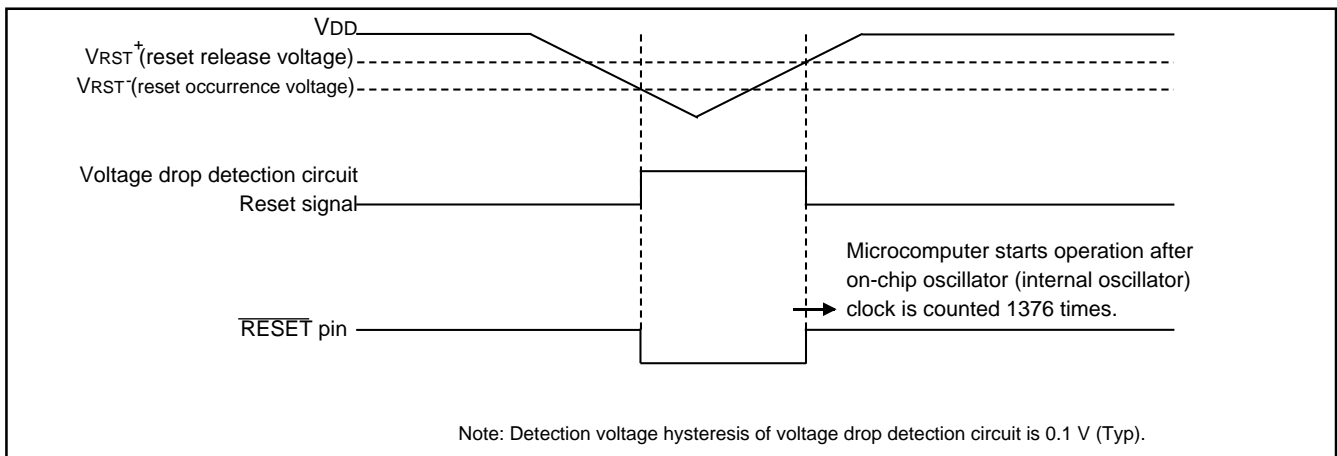 VDD
VRST+(reset release voltage)
VRST-(reset occurrence voltage)
Voltage drop detection circuit
Reset signal
Microcomputer starts operation after
on-chip oscillator (internal oscillator)
clock is counted 1376 times.
RESET pin
Note: Detection voltage hysteresis of voltage drop detection circuit is 0.1 V (Typ).